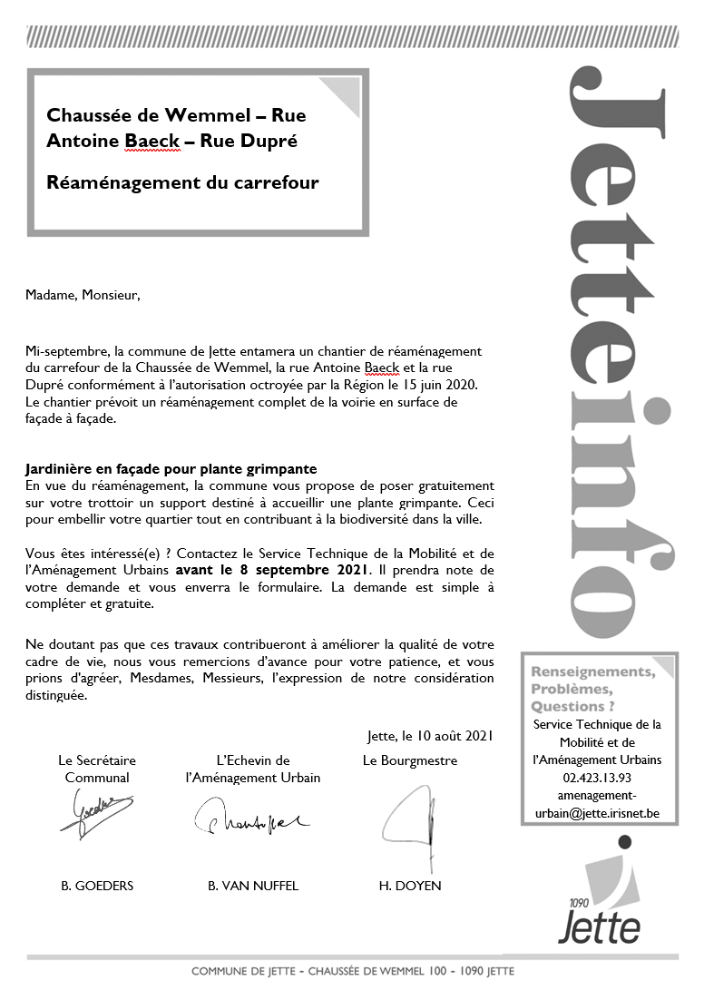 Chaussée de Wemmel – Rue
Antoine Baeck – Rue Dupré
Réaménagement du carrefour
Jetteinfo
Madame, Monsieur,
Mi-septembre, la commune de Jette entamera un chantier de réaménagement
du carrefour de la Chaussée de Wemmel, la rue Antoine Baeck et la rue
Dupré conformément à l’autorisation octroyée par la Région le 15 juin 2020.
Le chantier prévoit un réaménagement complet de la voirie en surface de
façade à façade.
Jardinière en façade pour plante grimpante
En vue du réaménagement, la commune vous propose de poser gratuitement
sur votre trottoir un support destiné à accueillir une plante grimpante. Ceci
pour embellir votre quartier tout en contribuant à la biodiversité dans la ville.
Vous êtes intéressé(e) ? Contactez le Service Technique de la Mobilité et de
l’Aménagement Urbains avant le 8 septembre 2021. Il prendra note de
votre demande et vous enverra le formulaire. La demande est simple à
compléter et gratuite.
Ne doutant pas que ces travaux contribueront à améliorer la qualité de votre
cadre de vie, nous vous remercions d’avance pour votre patience, et vous
prions d'agréer, Mesdames, Messieurs, l’expression de notre considération
distinguée.
Jette, le 10 août 2021
Le Secrétaire
Communal
B. GOEDERS
L’Echevin de
l’Aménagement Urbain
B. VAN NUFFEL
Le Bourgmestre
H. DOYEN
Renseignements,
Problèmes,
Questions ?
Service Technique de la
Mobilité et de
l’Aménagement Urbains
02.423.13.93
amenagement-
urbain@jette.irisnet.be
1090
Jette
COMMUNE DE JETTE - CHAUSSÉE DE WEMMEL 100 - 1090 JETTE